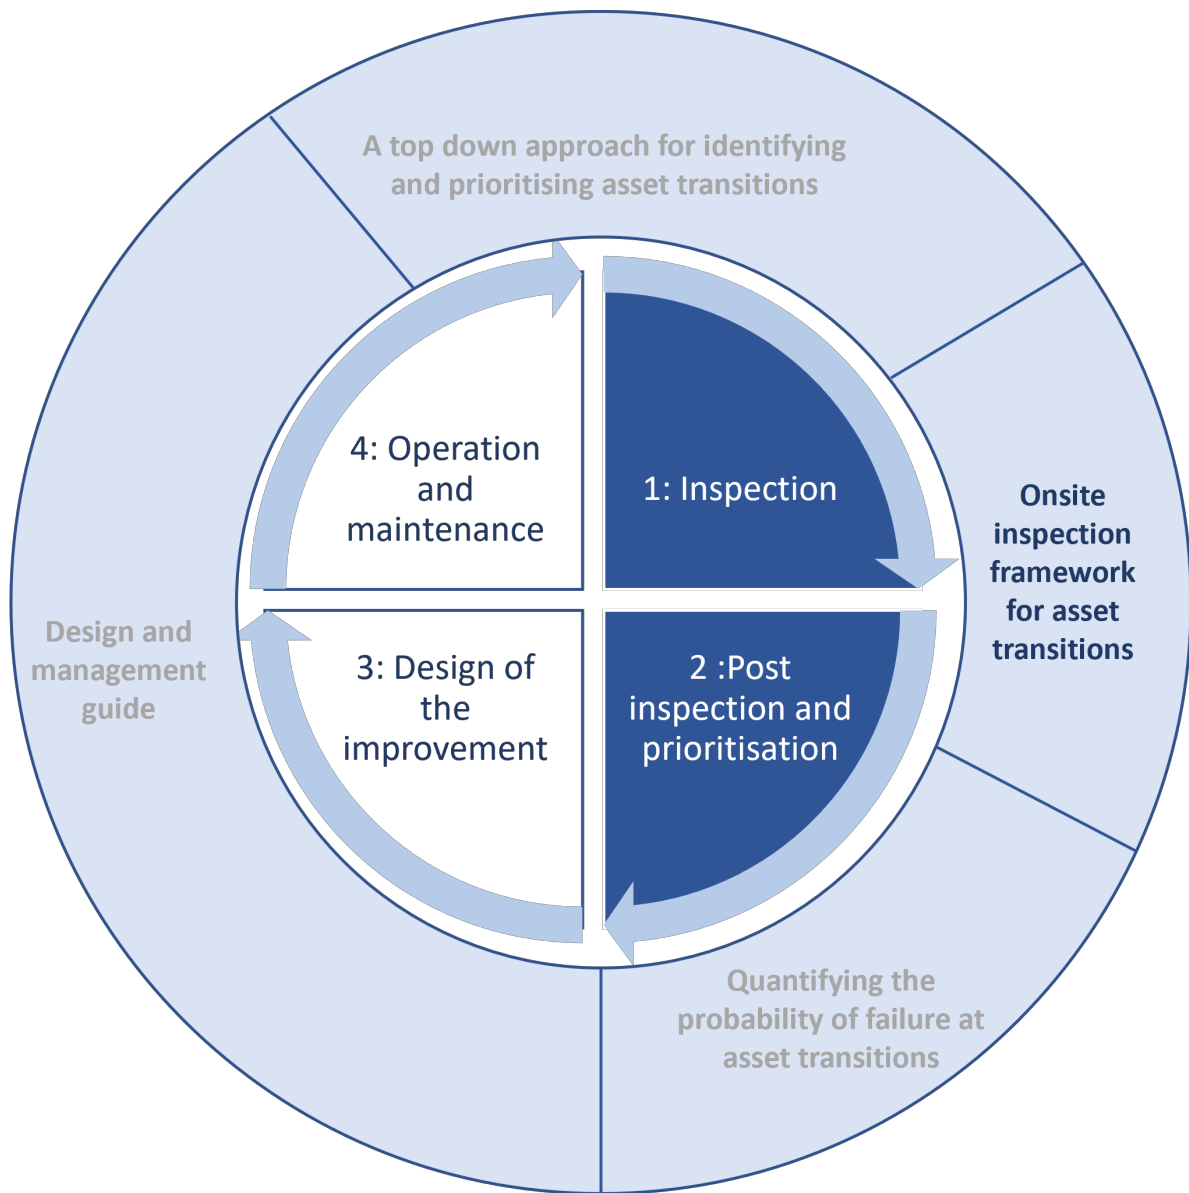 A top down approach for identifying
and prioritising asset transitions
4: Operation
and
maintenance
1: Inspection
Onsite
inspection
framework
for asset
transitions
Design and
management
guide
3: Design of
the
improvement
2 :Post
inspection and
prioritisation
Quantifying the
probability of failure at
asset transitions